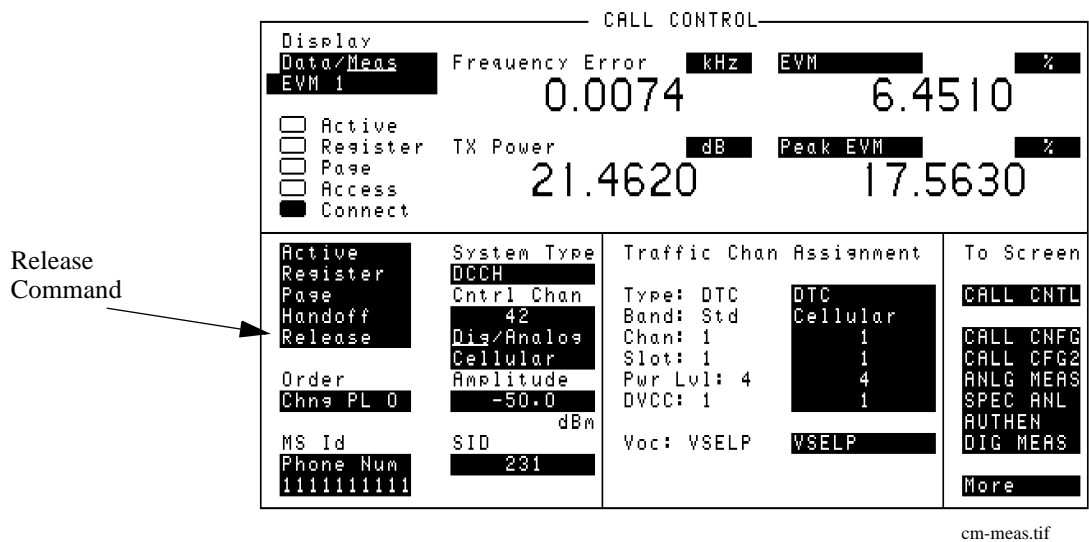 CALL CONTROL
Display
Data/Meas
EVM 1
Frequency Error kHz
0.0074
EVM %
6.4510
Active
Register
Page
Access
Connect
TX Power dB
21.4620
Peak EVM %
17.5630
Release
Command
Active
Register
Page
Handoff
Release
Order
Chng PL 0
MS Id
Phone Num
1111111111
System Type
DCCH
Cntrl Chan
42
Dig/Analog
Cellular
Amplitude
-50.0
dBm
SID
231
Traffic Chan Assignment
Type: DTC DTC
Band: Std Cellular
Chan: 1 1
Slot: 1 1
Pwr Lvl: 4 4
DVCC: 1 1
Voc: VSELP VSELP
To Screen
CALL CNTL
CALL CNFG
CALL CFG2
ANLG MEAS
SPEC ANL
AUTHEN
DIG MEAS
More
cm-meas.tif